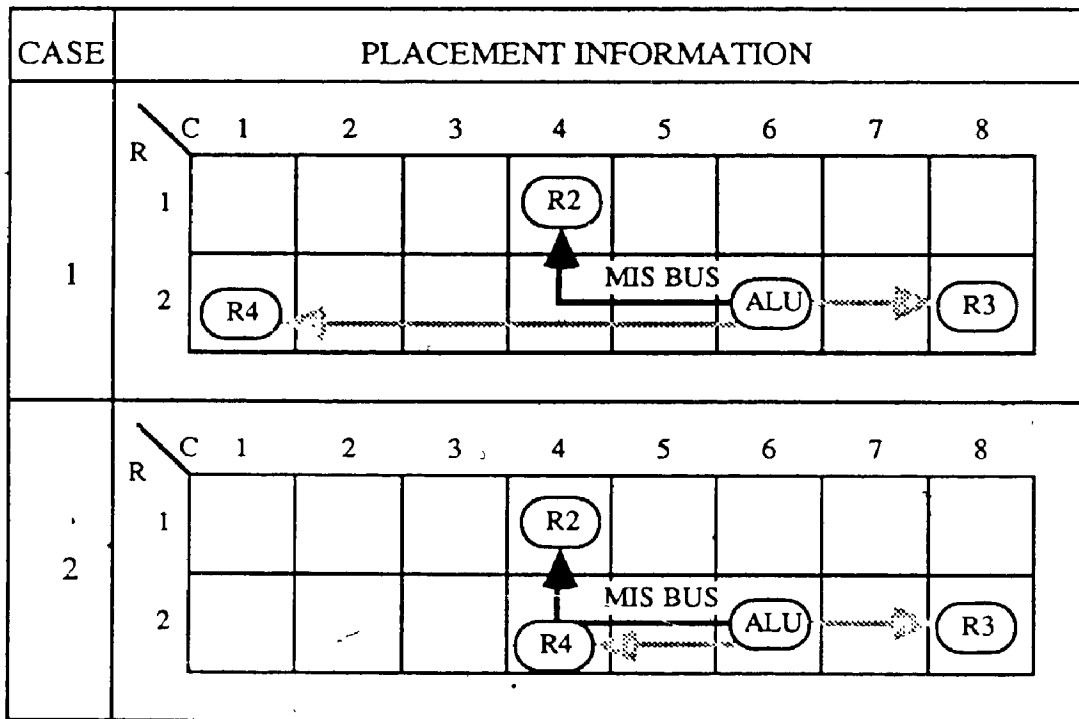 CASE PLACEMENT INFORMATION
C 1 2 3 4 5 6 7 8
R
1 R2
1
MIS BUS
2 R4 ALU R3
C 1 2 3 4 5 6 7 8
R
1 R2
2
MIS BUS
2 R4 ALU R3